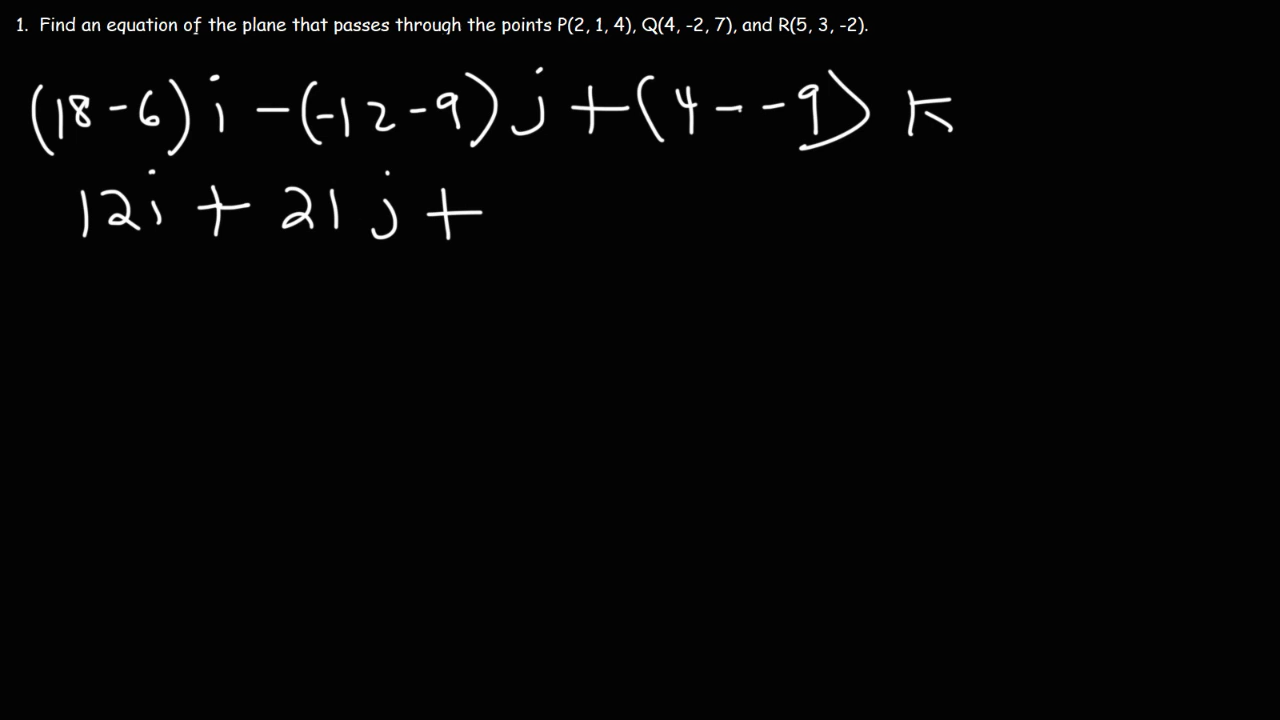 1. Find an equation of the plane that passes through the points P(2, 1, 4), Q(4, -2, 7), and R(5, 3, -2).
(18-6)i-(-12-9)j+(4--9)k
12i+21j+